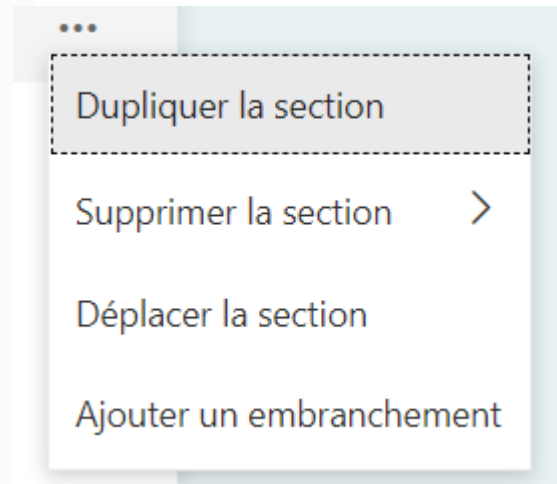 Dupliquer la section
Supprimer la section
Déplacer la section
Ajouter un embranchement